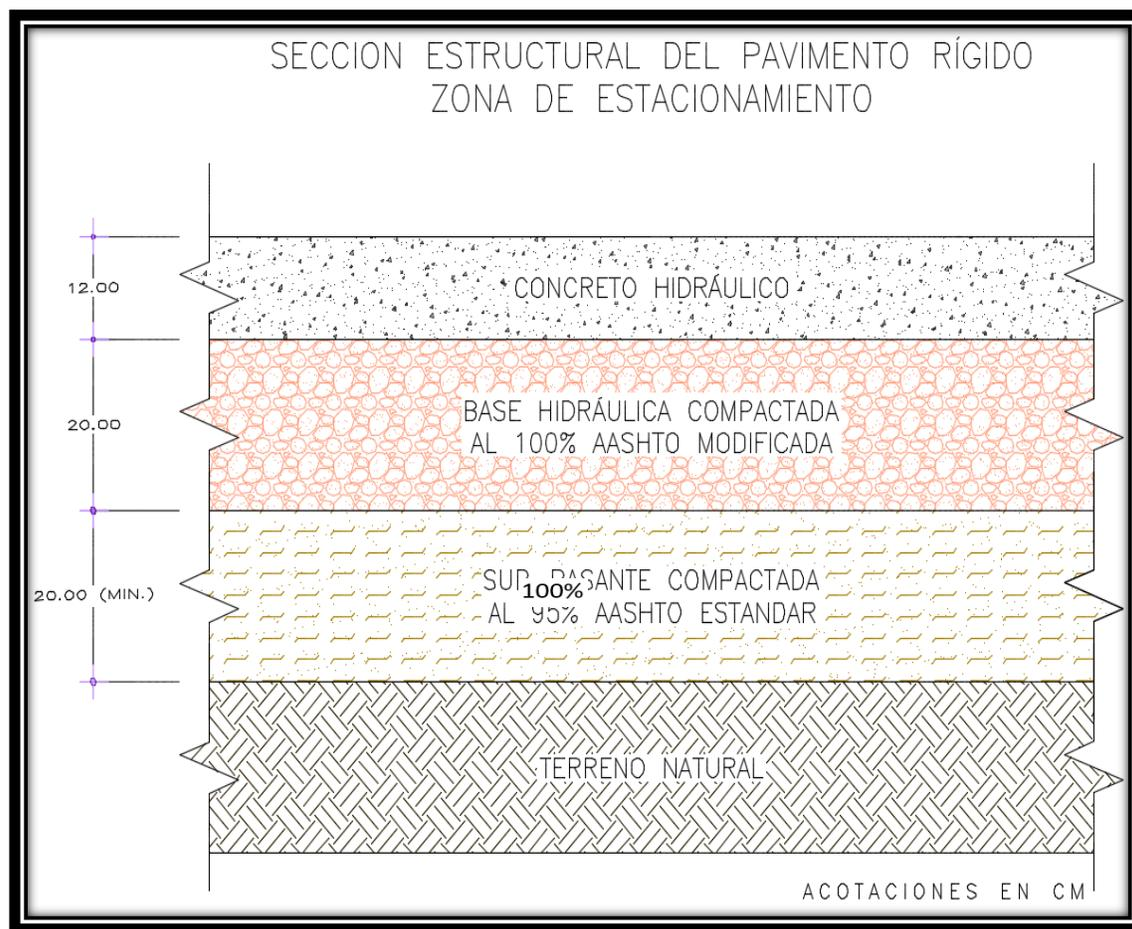 SECCION ESTRUCTURAL DEL PAVIMENTO RÍGIDO
ZONA DE ESTACIONAMIENTO
12.00
CONCRETO HIDRÁULICO
20.00
BASE HIDRÁULICA COMPACTADA
AL 100% AASHTO MODIFICADA
20.00 (MIN.)
COMPACTADA
100%
AL 95% AASHTO ESTANDAR
TERRENO NATURAL
ACOTACIONES EN CM